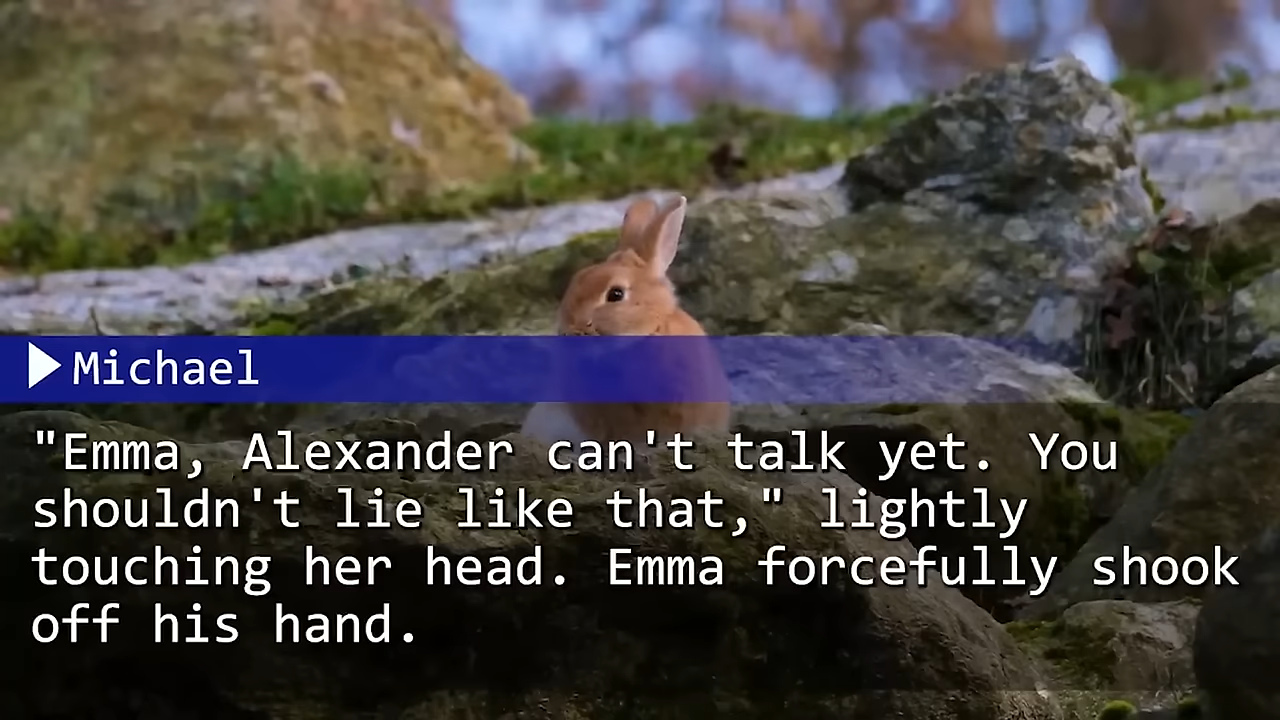 Michael
"Emma, Alexander can't talk yet. You
shouldn't lie like that," lightly
touching her head. Emma forcefully shook
off his hand.